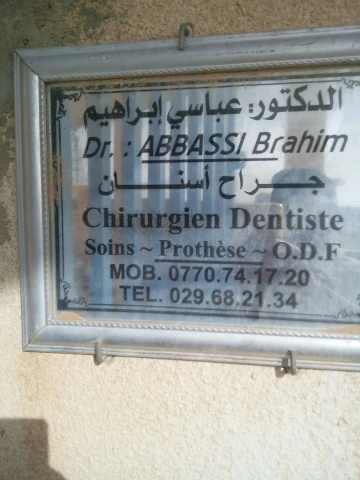 الدكتور: عباسي إبراهيم
Dr. : ABBASSI Brahim
جراح أسنان
Chirurgien Dentiste
Soins ~ Prothèse ~ O.D.F
MOB. 0770.74.17.20
TEL. 029.68.21.34